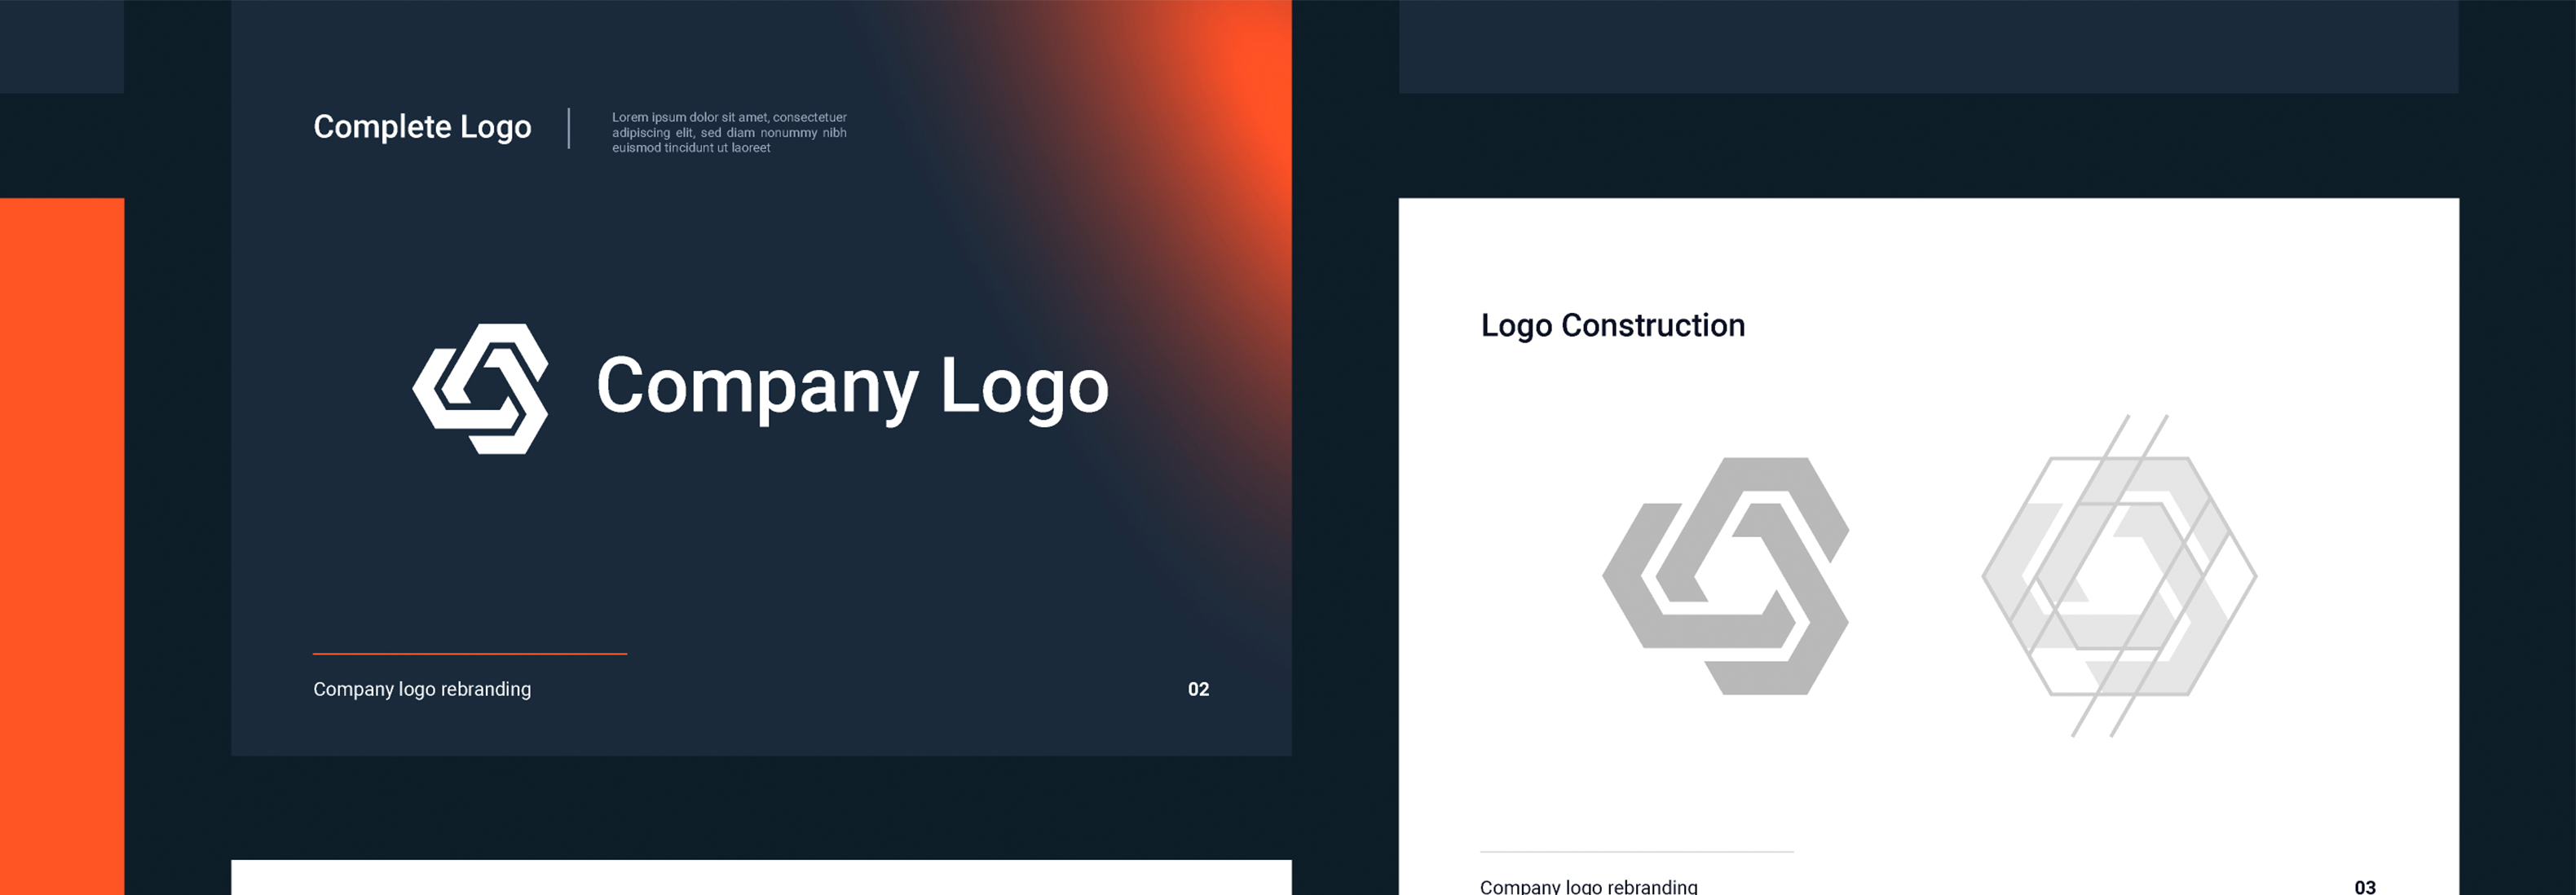 Complete Logo
Lorem ipsum dolor sit amet, consectetuer
adipiscing elit, sed diam nonummy nibh
euismod tincidunt ut laoreet
Company Logo
Company logo rebranding
02
Logo Construction
Company logo rebranding
03